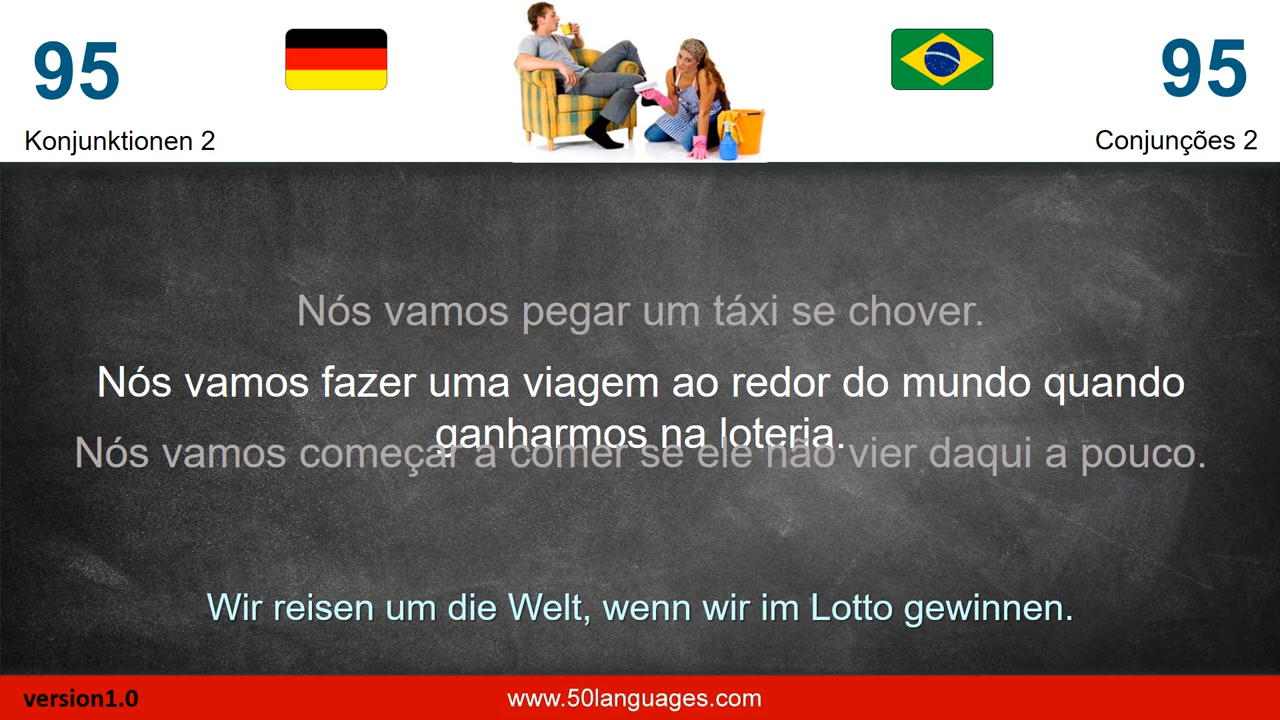 95
95
Konjunktionen 2
Conjunções 2
Nós vamos pegar um táxi se chover.
Nós vamos fazer uma viagem ao redor do mundo quando
ganharmos na loteria.
Nós vamos começar a comer se ele não vier daqui a pouco.
Wir reisen um die Welt, wenn wir im Lotto gewinnen.
version1.0
www.50languages.com